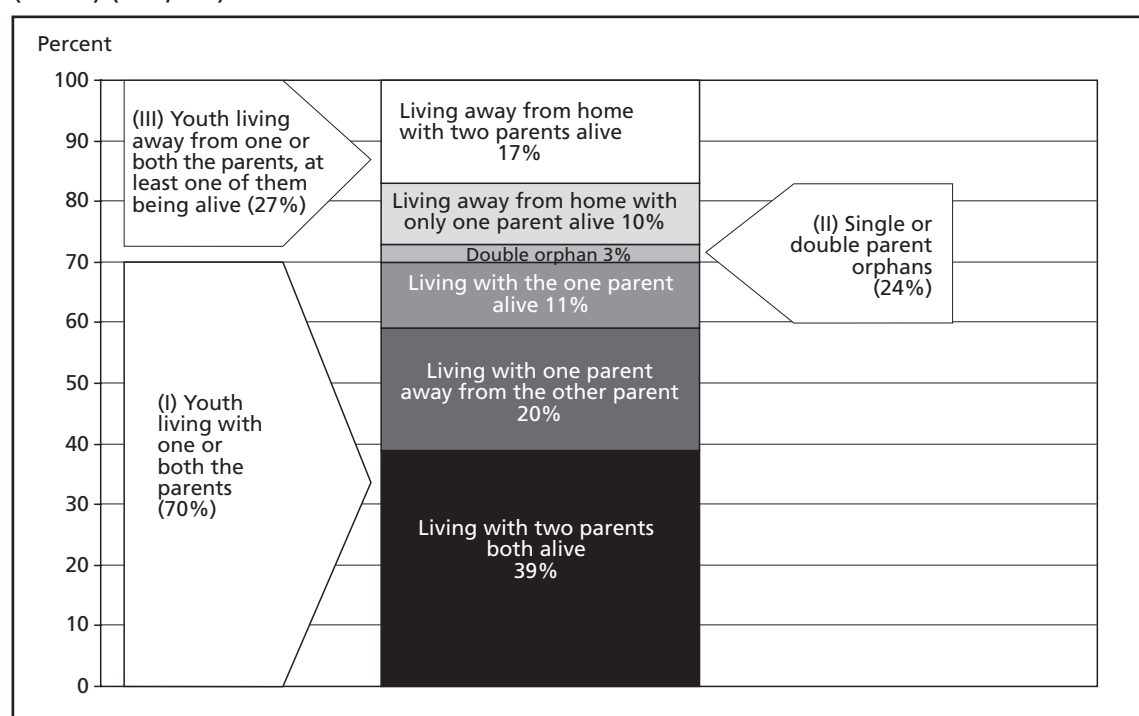 Percent
100
90
80
70
60
50
40
30
20
10
0
(III) Youth living
away from one or
both the parents, at
least one of them
being alive (27%)
(I) Youth
living with
one or
both the
parents
(70%)
Living away from home
with two parents alive
17%
Living away from home with
only one parent alive 10%
Double orphan 3%
Living with the one parent
alive 11%
Living with one parent
away from the other parent
20%
Living with two parents
both alive
39%
(II) Single or
double parent
orphans
(24%)